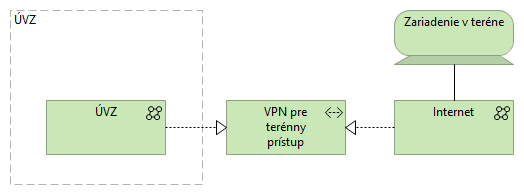 ÚVZ
Zariadenie v teréne
ÚVZ
VPN pre
terénny
prístup
Internet